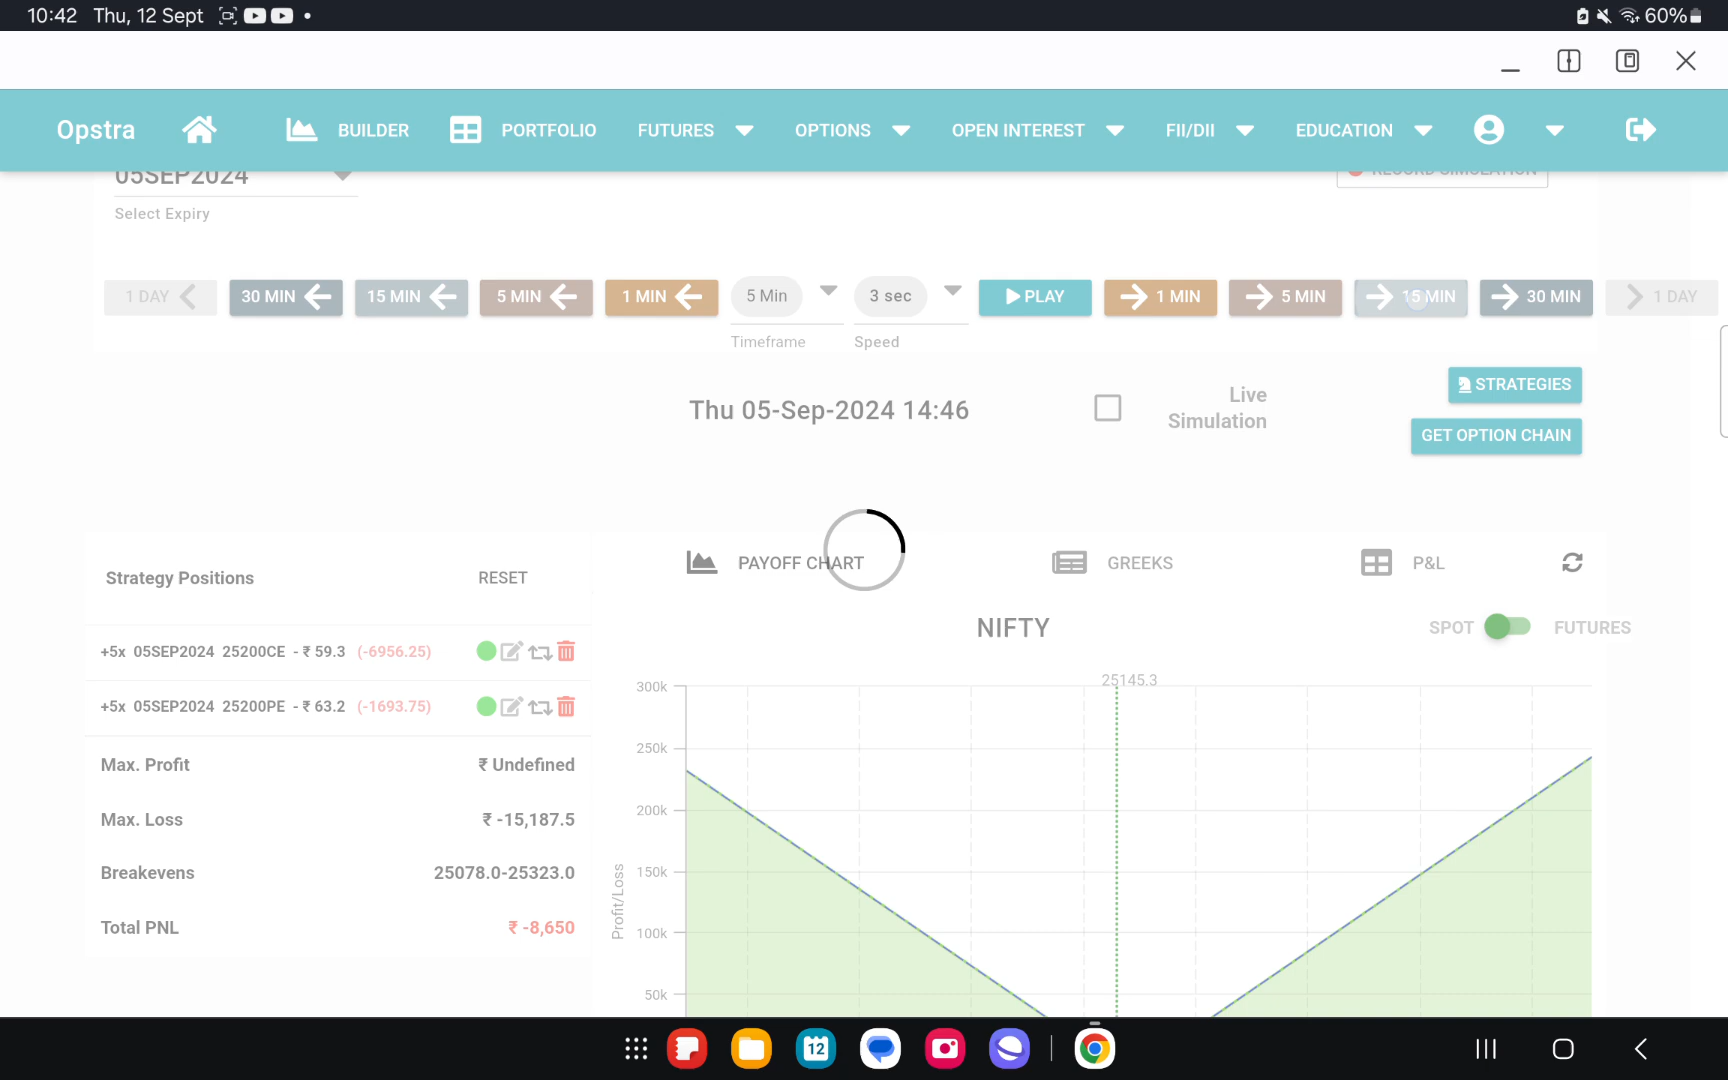 10:42 Thu, 12 Sept
60%
Opstra BUILDER PORTFOLIO FUTURES OPTIONS OPEN INTEREST FII/DII EDUCATION
05SEP2024
RECORD SIMULATION
Select Expiry
1 DAY 30 MIN 15 MIN 5 MIN 1 MIN 5 Min 3 sec PLAY 1 MIN 5 MIN 15 MIN 30 MIN 1 DAY
Timeframe Speed
Thu 05-Sep-2024 14:46
Live
Simulation
STRATEGIES
GET OPTION CHAIN
Strategy Positions RESET
+5x 05SEP2024 25200CE - ₹ 59.3 (-6956.25)
+5x 05SEP2024 25200PE - ₹ 63.2 (-1693.75)
Max. Profit ₹ Undefined
Max. Loss ₹ -15,187.5
Breakevens 25078.0-25323.0
Total PNL ₹ -8,650
PAYOFF CHART GREEKS P&L
NIFTY
SPOT FUTURES
25145.3
300k
250k
200k
150k
100k
50k
Profit/Loss
12